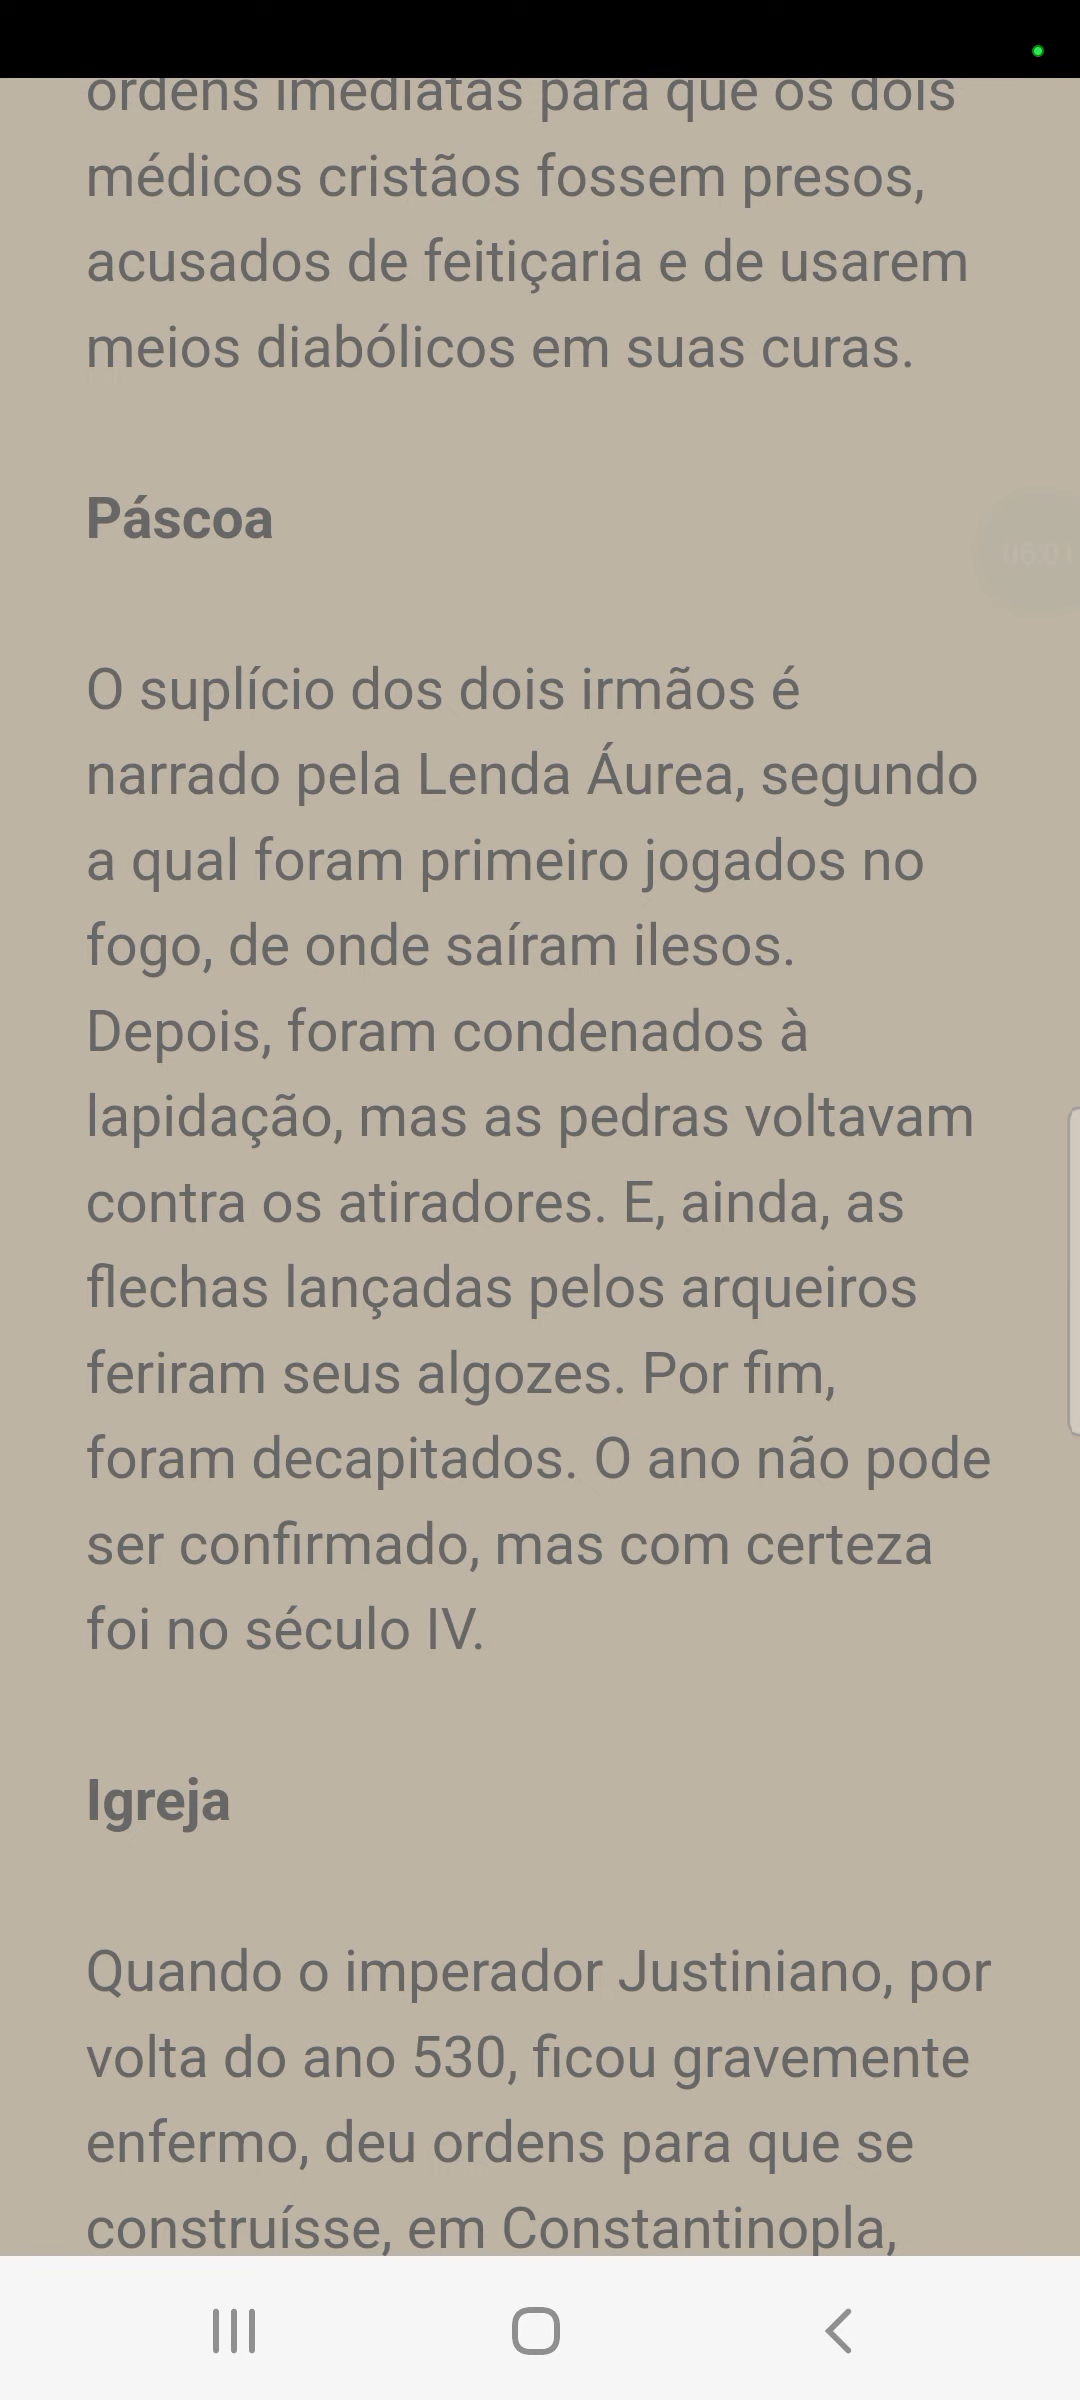 ordens imediatas para que os dois
médicos cristãos fossem presos,
acusados de feitiçaria e de usarem
meios diabólicos em suas curas.
Páscoa
06:01
O suplício dos dois irmãos é
narrado pela Lenda Áurea, segundo
a qual foram primeiro jogados no
fogo, de onde saíram ilesos.
Depois, foram condenados à
lapidação, mas as pedras voltavam
contra os atiradores. E, ainda, as
flechas lançadas pelos arqueiros
feriram seus algozes. Por fim,
foram decapitados. O ano não pode
ser confirmado, mas com certeza
foi no século IV.
Igreja
Quando o imperador Justiniano, por
volta do ano 530, ficou gravemente
enfermo, deu ordens para que se
construísse, em Constantinopla,